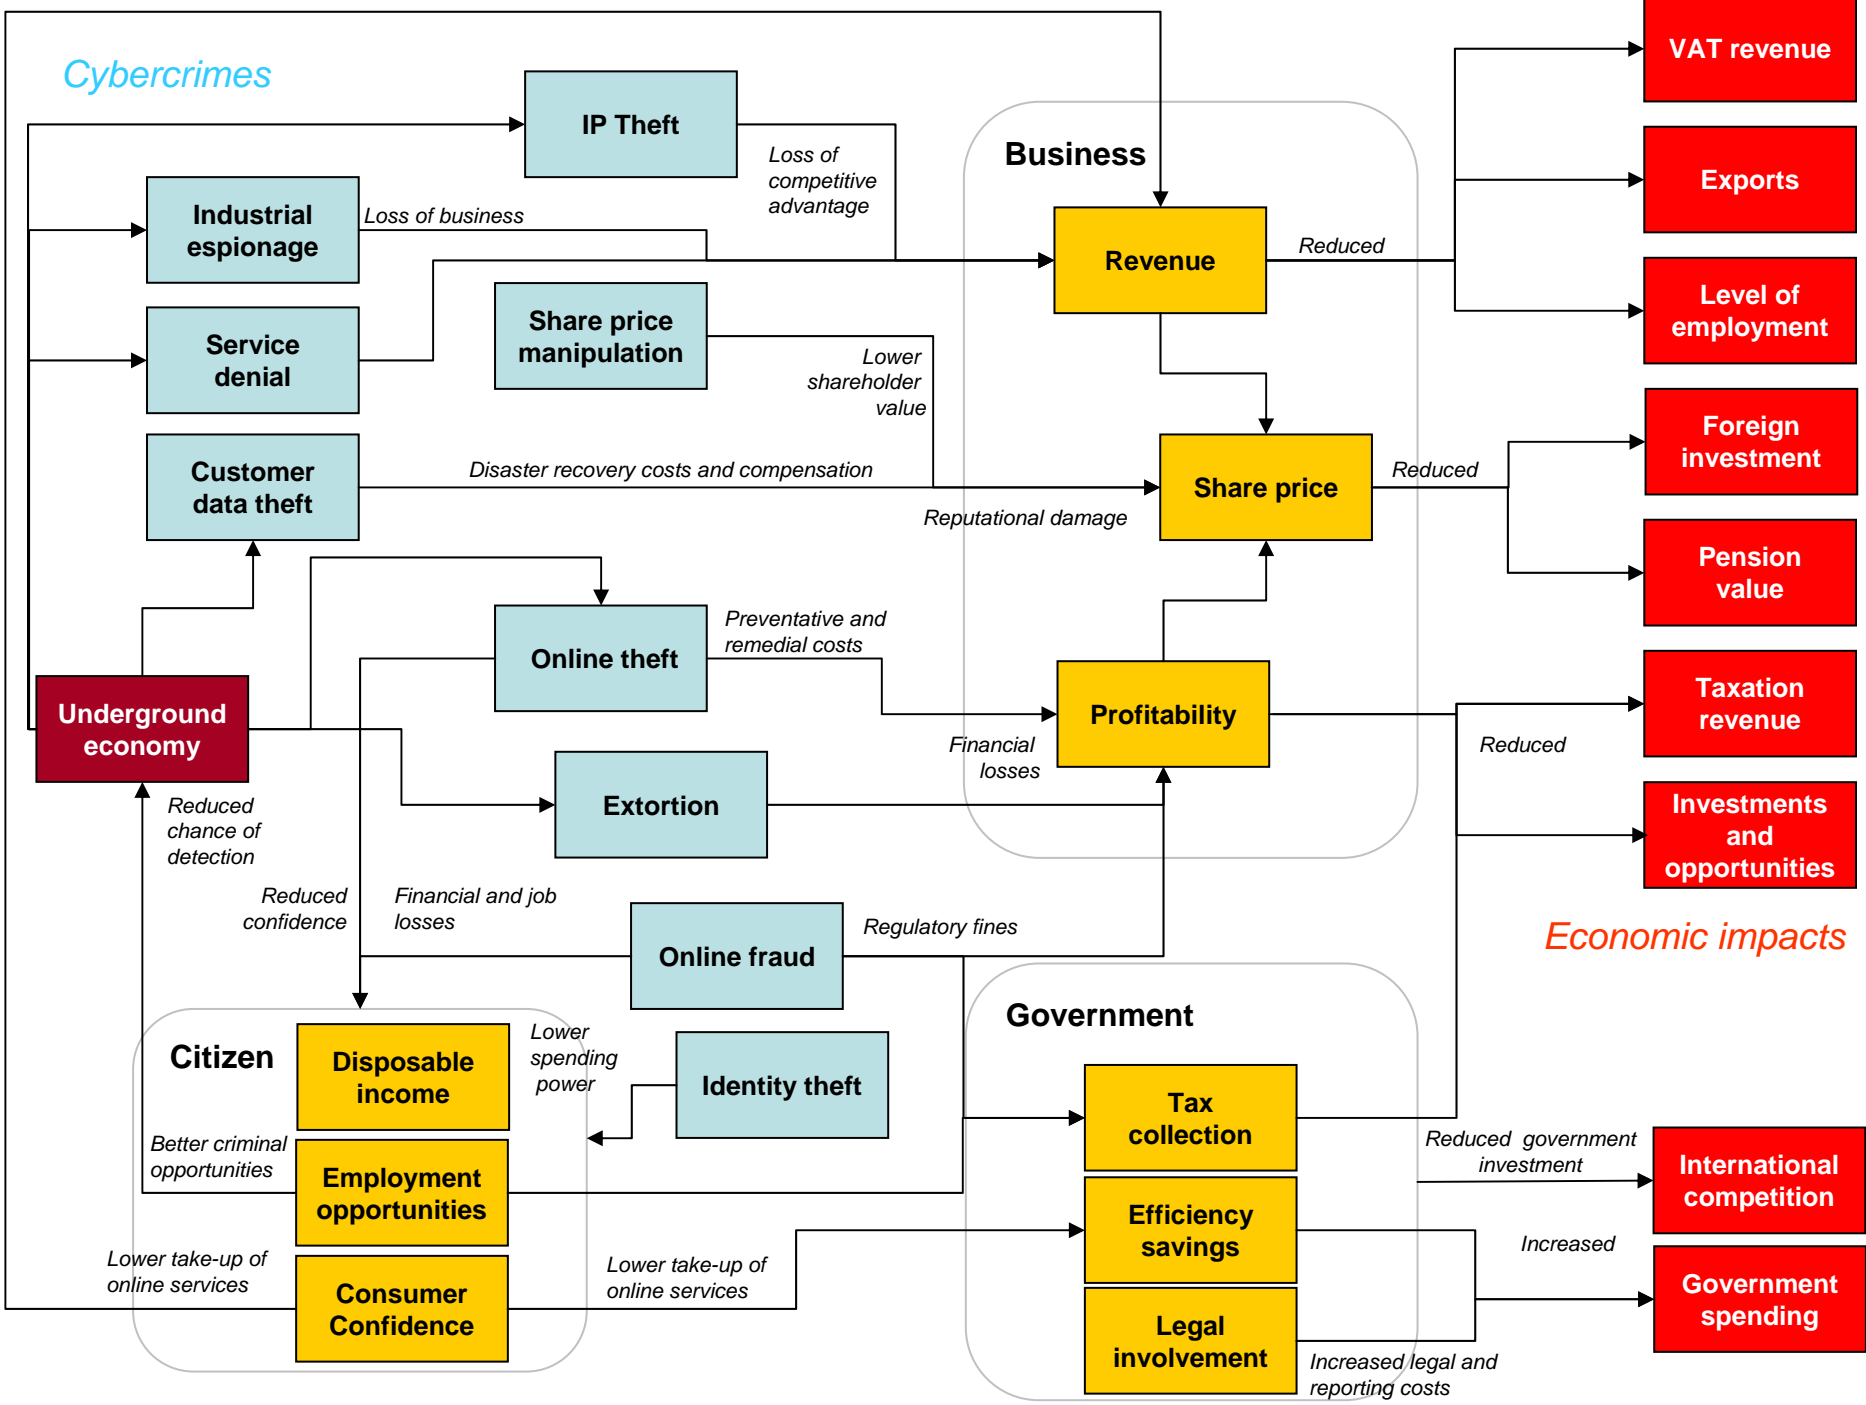 Cybercrimes
VAT revenue
IP Theft
Loss of
competitive
advantage
Business
Exports
Industrial
espionage
Loss of business
Revenue
Reduced
Level of
employment
Service
denial
Share price
manipulation
Lower
shareholder
value
Foreign
investment
Customer
data theft
Disaster recovery costs and compensation
Reputational damage
Share price
Reduced
Pension
value
Online theft
Preventative and
remedial costs
Underground
economy
Profitability
Financial
losses
Reduced
Taxation
revenue
Reduced
chance of
detection
Extortion
Investments
and
opportunities
Reduced
confidence
Financial and job
losses
Online fraud
Regulatory fines
Economic impacts
Citizen
Disposable
income
Lower
spending
power
Identity theft
Government
Tax
collection
Better criminal
opportunities
Employment
opportunities
Reduced government
investment
International
competition
Efficiency
savings
Increased
Lower take-up of
online services
Consumer
Confidence
Lower take-up of
online services
Government
spending
Legal
involvement
Increased legal and
reporting costs